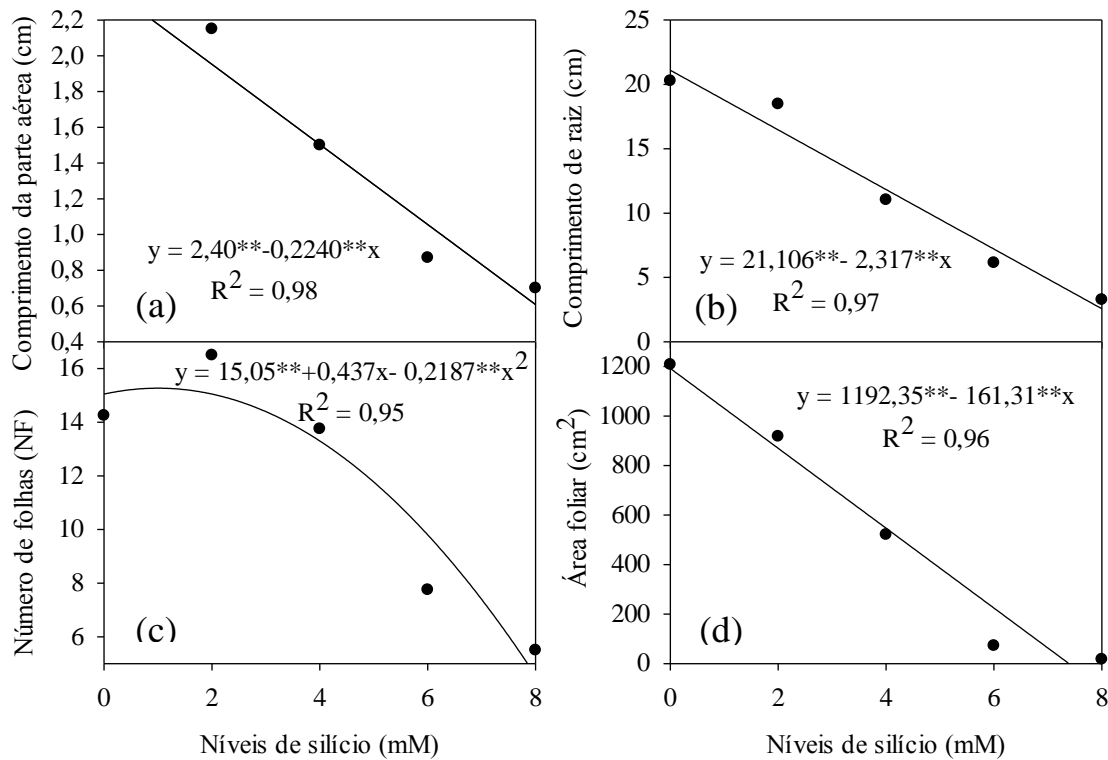 Comprimento da parte aérea (cm)
2,2
2,0
1,8
1,6
1,4
1,2
1,0
0,8
0,6
0,4
y = 2,40**-0,2240**x
R2 = 0,98
(a)
Comprimento de raiz (cm)
25
20
15
10
5
0
y = 21,106**- 2,317**x
R2 = 0,97
(b)
Número de folhas (NF)
16
14
12
10
8
6
y = 15,05**+0,437x- 0,2187**x2
R2 = 0,95
(c)
0 2 4 6 8
Níveis de silício (mM)
Área foliar (cm2)
1200
1000
800
600
400
200
0
y = 1192,35**- 161,31**x
R2 = 0,96
(d)
0 2 4 6 8
Níveis de silício (mM)